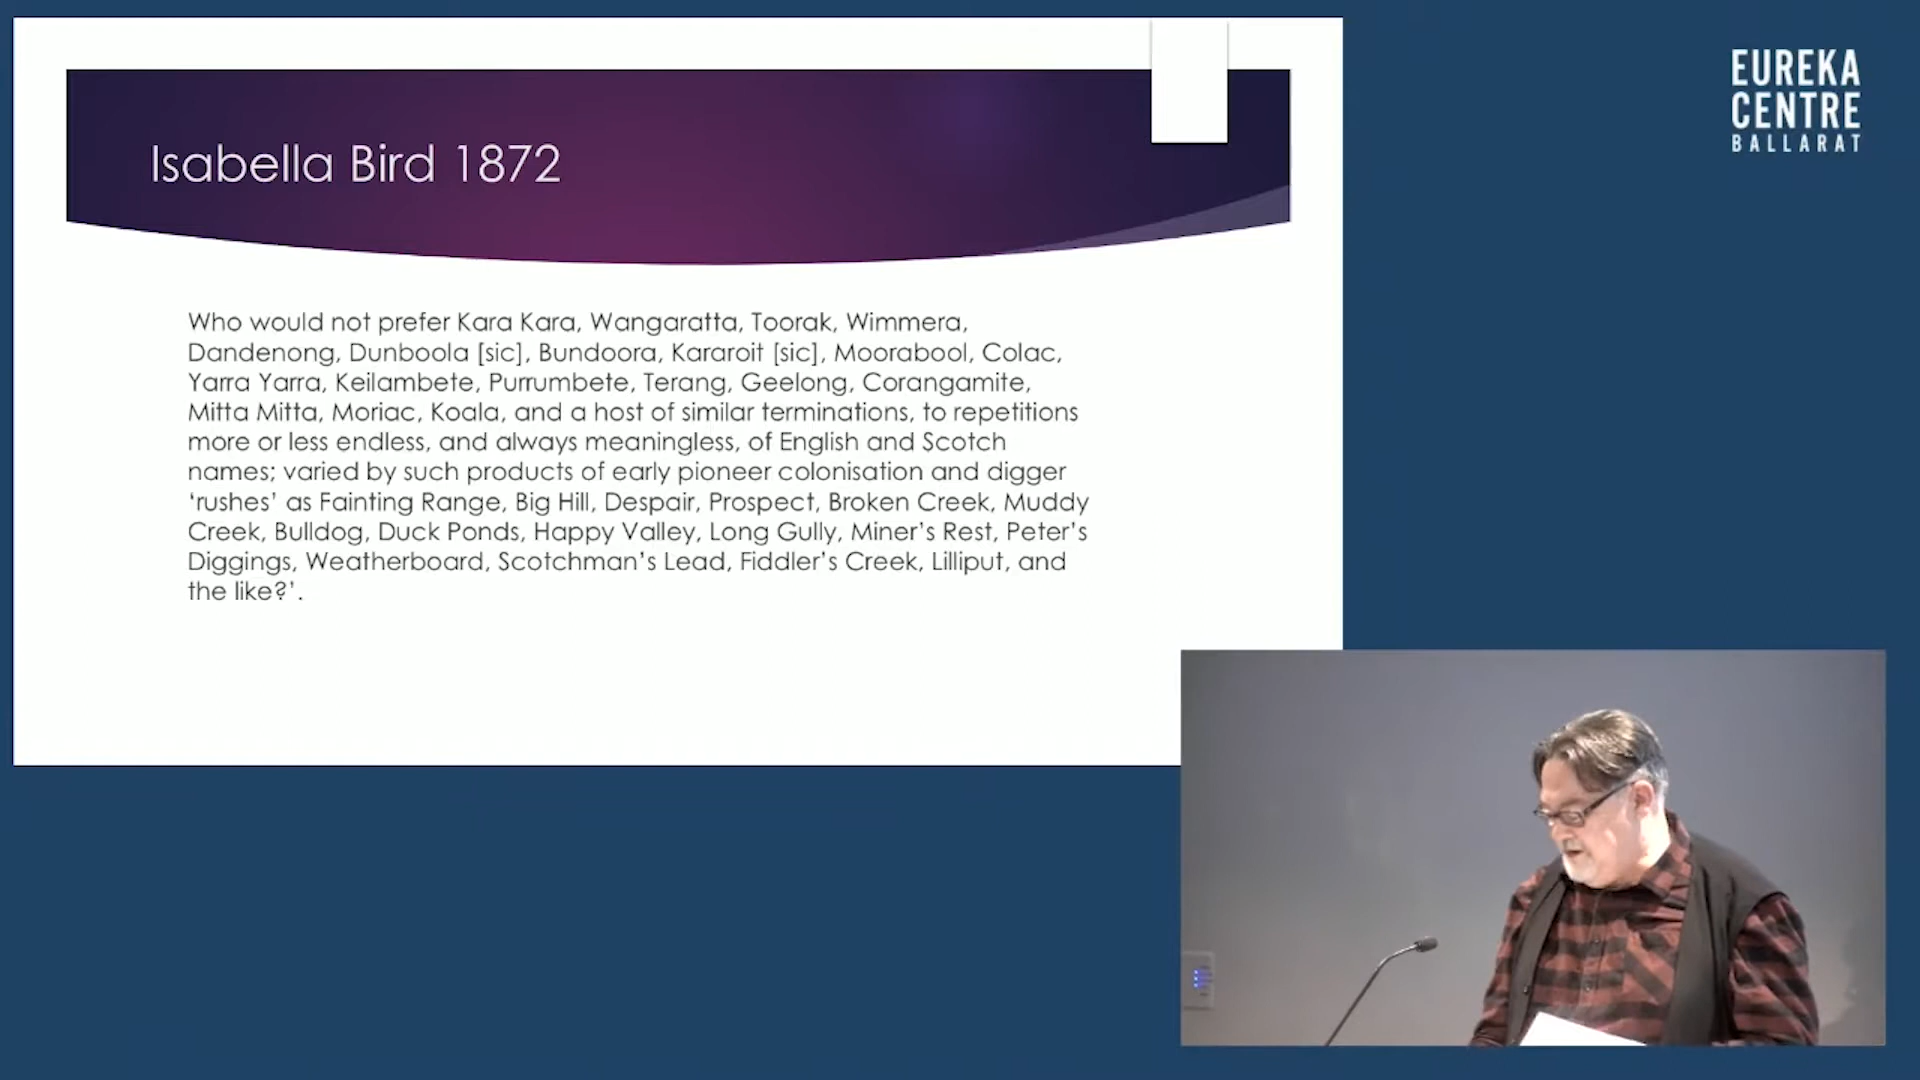 Isabella Bird 1872
Who would not prefer Kara Kara, Wangaratta, Toorak, Wimmera,
Dandenong, Dunboola [sic], Bundoora, Kararoit [sic], Moorabool, Colac,
Yarra Yarra, Keilambete, Purrumbete, Terang, Geelong, Corangamite,
Mitta Mitta, Moriac, Koala, and a host of similar terminations, to repetitions
more or less endless, and always meaningless, of English and Scotch
names; varied by such products of early pioneer colonisation and digger
‘rushes’ as Fainting Range, Big Hill, Despair, Prospect, Broken Creek, Muddy
Creek, Bulldog, Duck Ponds, Happy Valley, Long Gully, Miner’s Rest, Peter’s
Diggings, Weatherboard, Scotchman’s Lead, Fiddler’s Creek, Lilliput, and
the like?’.
EUREKA
CENTRE
BALLARAT